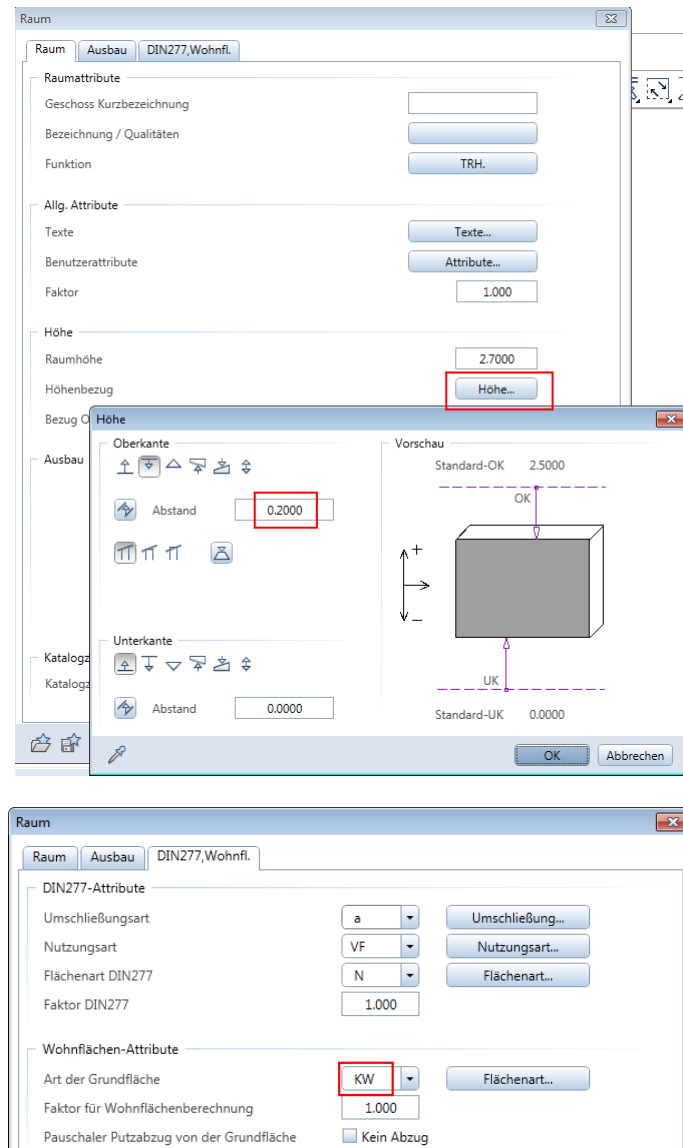 Raum
Raum Ausbau DIN277,Wohnfl.
Raumattribute
Geschoss Kurzbezeichnung
Bezeichnung / Qualitäten
Funktion TRH.
Allg. Attribute
Texte Texte...
Benutzerattribute Attribute...
Faktor 1.000
Höhe
Raumhöhe 2.7000
Höhenbezug Höhe...
Bezug
Ausbau
Höhe
Oberkante
Abstand 0.2000
Vorschau
Standard-OK 2.5000
OK
+
–
UK
Standard-UK 0.0000
Unterkante
Abstand 0.0000
OK Abbrechen
Raum
Raum Ausbau DIN277,Wohnfl.
DIN277-Attribute
Umschließungsart a Umschließung...
Nutzungsart VF Nutzungsart...
Flächenart DIN277 N Flächenart...
Faktor DIN277 1.000
Wohnflächen-Attribute
Art der Grundfläche KW Flächenart...
Faktor für Wohnflächenberechnung 1.000
Pauschaler Putzabzug von der Grundfläche Kein Abzug